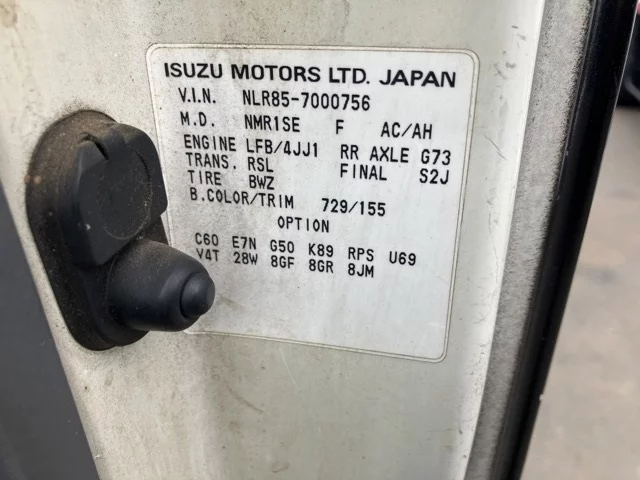 ISUZU MOTORS LTD. JAPAN
V.I.N. NLR85-7000756
M.D. NMR1SE F AC/AH
ENGINE LFB/4JJ1 RR AXLE G73
TRANS. RSL FINAL S2J
TIRE BWZ
B.COLOR/TRIM 729/155
OPTION
C60 E7N G50 K89 RPS U69
V4T 28W 8GF 8GR 8JM